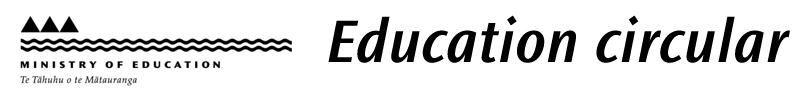 Education circular
MINISTRY OF EDUCATION
Te Tāhuhu o te Mātauranga